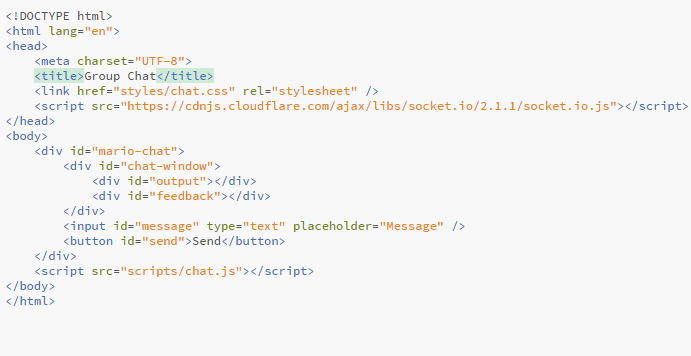 <!DOCTYPE html>
<html lang="en">
<head>
    <meta charset="UTF-8">
    <title>Group Chat</title>
    <link href="styles/chat.css" rel="stylesheet" />
    <script src="https://cdnjs.cloudflare.com/ajax/libs/socket.io/2.1.1/socket.io.js"></script>
</head>
<body>
    <div id="mario-chat">
        <div id="chat-window">
            <div id="output"></div>
            <div id="feedback"></div>
        </div>
        <input id="message" type="text" placeholder="Message" />
        <button id="send">Send</button>
    </div>
    <script src="scripts/chat.js"></script>
</body>
</html>